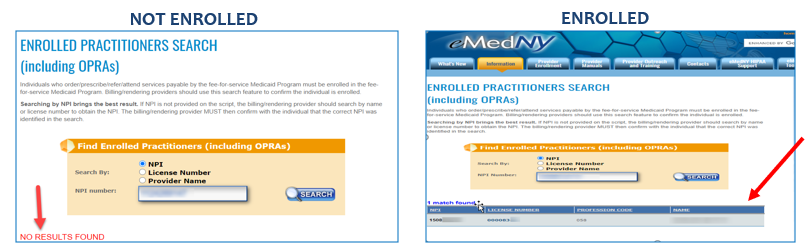 NOT ENROLLED
ENROLLED PRACTITIONERS SEARCH
(including OPRAs)
Individuals who order/prescribe/refer/attend services payable by the fee-for-service Medicaid Program must be enrolled in the fee-
for-service Medicaid Program. Billing/rendering providers should use this search feature to confirm the individual is enrolled.
Searching by NPI brings the best result. If NPI is not provided on the script, the billing/rendering provider should search by name
or license number to obtain the NPI. The billing/rendering provider MUST then confirm with the individual that the correct NPI was
identified in the search.
Find Enrolled Practitioners (including OPRAs)
Search By:
NPI
License Number
Provider Name
NPI number:
SEARCH
NO RESULTS FOUND
ENROLLED
eMedNY
ENHANCED BY
What's New
Information
Provider Enrollment
Provider Manuals
Provider Outreach and Training
Contacts
eMedNY HIPAA Support
ENROLLED PRACTITIONERS SEARCH
(including OPRAs)
Individuals who order/prescribe/refer/attend services payable by the fee-for-service Medicaid Program must be enrolled in the fee-
for-service Medicaid Program. Billing/rendering providers should use this search feature to confirm the individual is enrolled
Searching by NPI brings the best result. If NPI is not provided on the script, the billing/rendering provider should search by name
or license number to obtain the NPI. The billing/rendering provider MUST then confirm with the individual that the correct NPI was
identified in the search
Find Enrolled Practitioners (including OPRAs)
Search By:
NPI
License Number
Provider Name
NPI Number:
SEARCH
1 match found
NPI LICENSE NUMBER PROFESSION CODE NAME